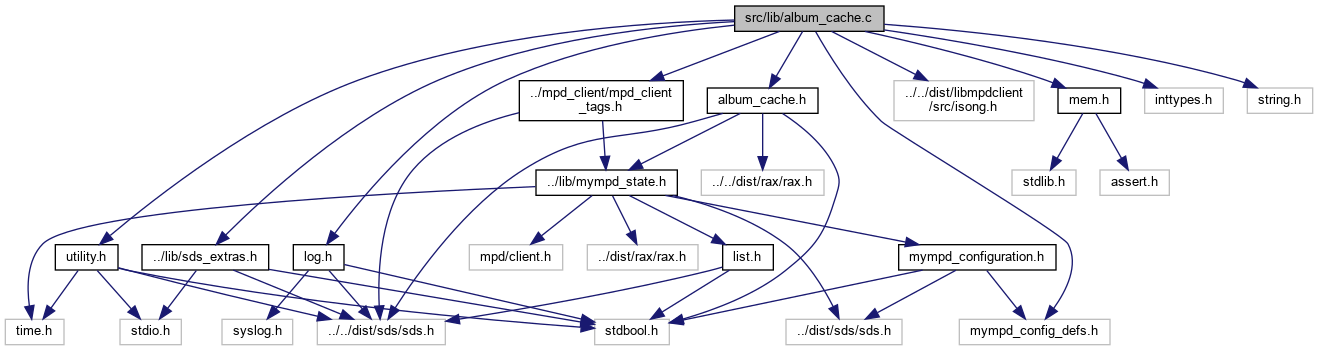 src/lib/album_cache.c
../mpd_client/mpd_client
_tags.h
album_cache.h
../../dist/libmpdclient
/src/isong.h
mem.h
inttypes.h
string.h
../lib/mympd_state.h
../../dist/rax/rax.h
stdlib.h
assert.h
utility.h
../lib/sds_extras.h
log.h
mpd/client.h
../dist/rax/rax.h
list.h
mympd_configuration.h
time.h
stdio.h
syslog.h
../../dist/sds/sds.h
stdbool.h
../dist/sds/sds.h
mympd_config_defs.h